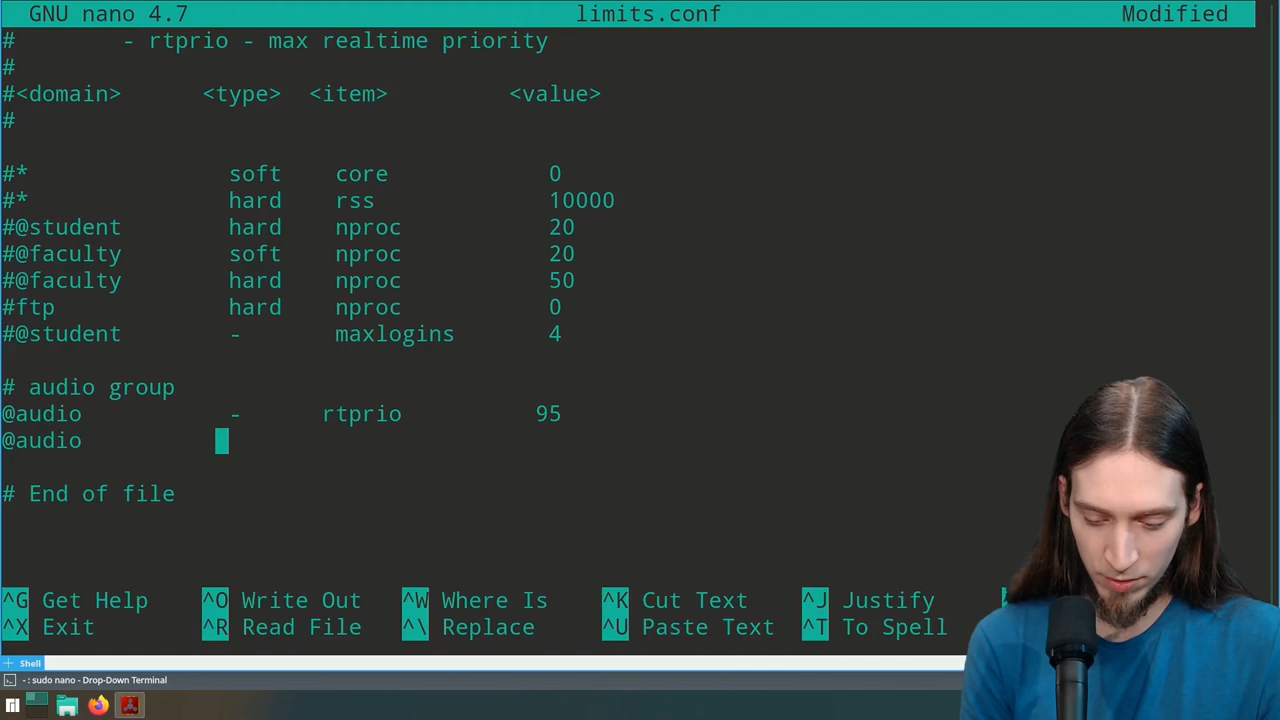 GNU nano 4.7 limits.conf Modified
# - rtprio - max realtime priority
#
#<domain> <type> <item> <value>
#
#* soft core 0
#* hard rss 10000
#@student hard nproc 20
#@faculty soft nproc 20
#@faculty hard nproc 50
#ftp hard nproc 0
#@student - maxlogins 4
# audio group
@audio - rtprio 95
@audio
# End of file
^G Get Help ^O Write Out ^W Where Is ^K Cut Text ^J Justify
^X Exit ^R Read File ^\ Replace ^U Paste Text ^T To Spell
+ Shell
- : sudo nano - Drop-Down Terminal